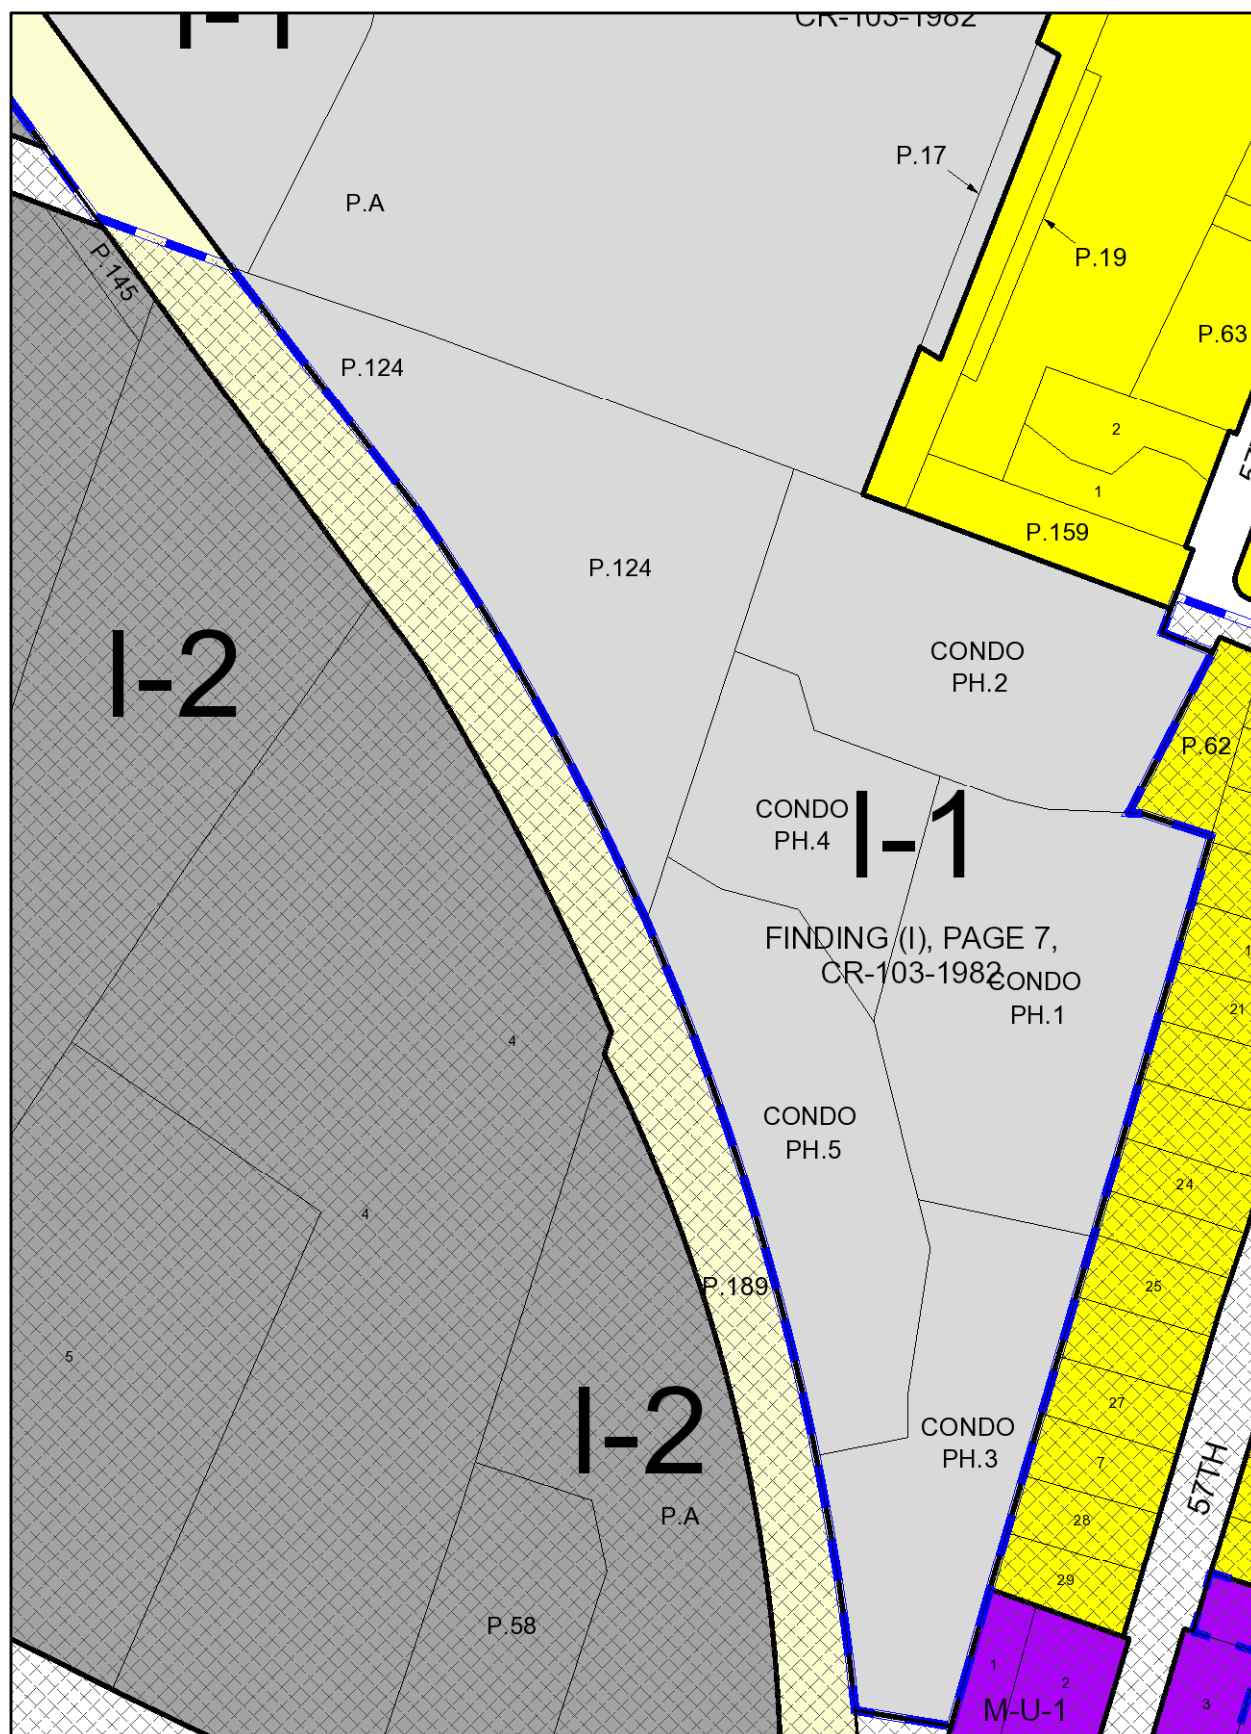 I-1
CR-103-1982
P.17
P.A
P.19
P.145
P.63
P.124
2
1
P.159
P.124
I-2
CONDO
PH.2
P.62
CONDO
PH.4
I-1
FINDING (I), PAGE 7,
CR-103-1982
CONDO
PH.1
21
4
CONDO
PH.5
24
4
P.189
25
5
27
I-2
CONDO
PH.3
7
57TH
P.A
28
29
P.58
1
2
M-U-1
3